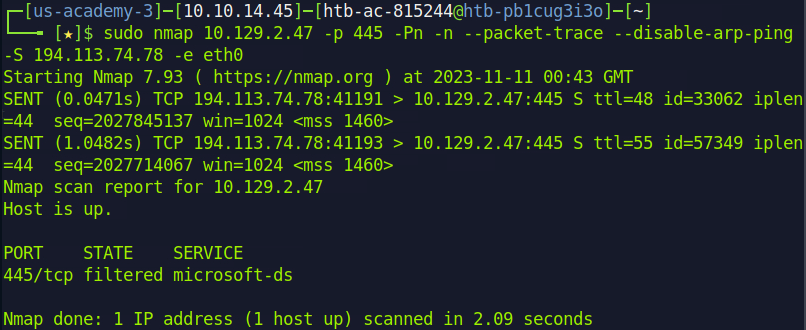 ┌─[us-academy-3]─[10.10.14.45]─[htb-ac-815244@htb-pb1cug3i3o]─[~]
└──╼ [★]$ sudo nmap 10.129.2.47 -p 445 -Pn -n --packet-trace --disable-arp-ping
-S 194.113.74.78 -e eth0
Starting Nmap 7.93 ( https://nmap.org ) at 2023-11-11 00:43 GMT
SENT (0.0471s) TCP 194.113.74.78:41191 > 10.129.2.47:445 S ttl=48 id=33062 iplen
=44  seq=2027845137 win=1024 <mss 1460>
SENT (1.0482s) TCP 194.113.74.78:41193 > 10.129.2.47:445 S ttl=55 id=57349 iplen
=44  seq=2027714067 win=1024 <mss 1460>
Nmap scan report for 10.129.2.47
Host is up.

PORT    STATE    SERVICE
445/tcp filtered microsoft-ds

Nmap done: 1 IP address (1 host up) scanned in 2.09 seconds